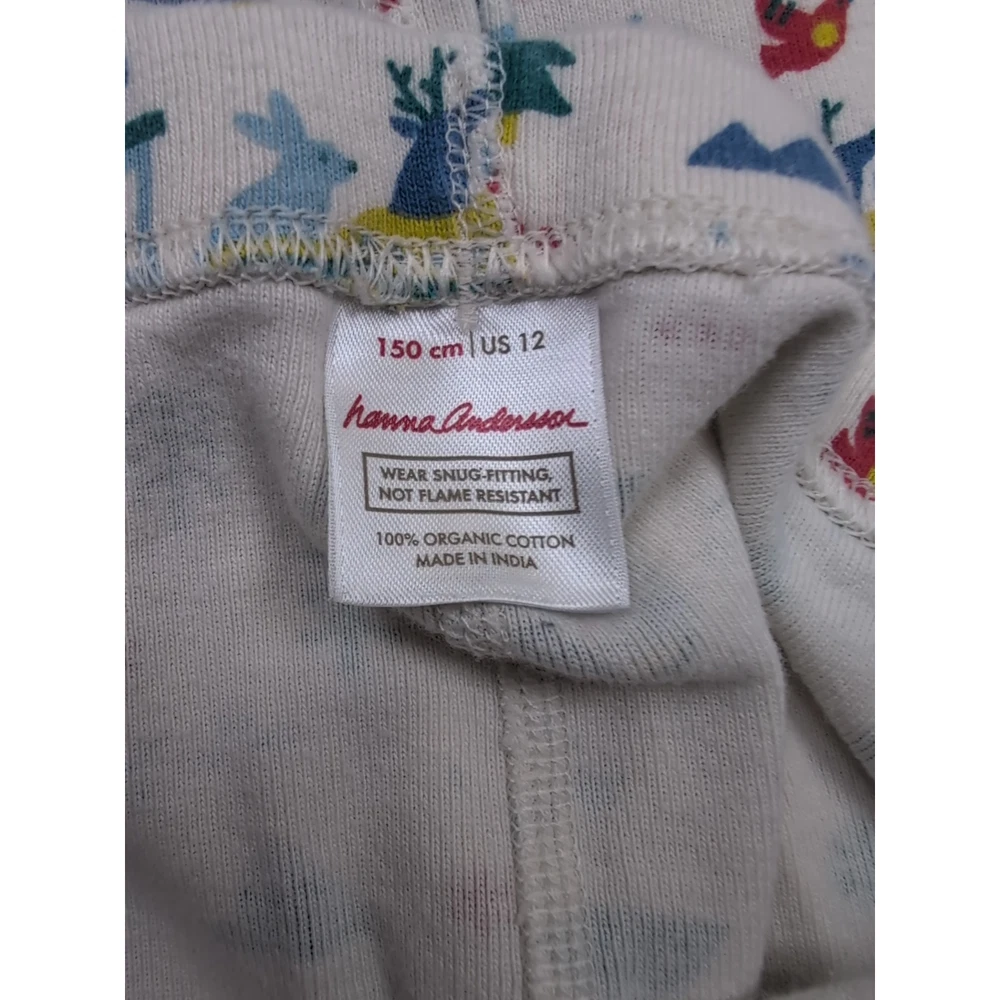 150 cm | US 12
hanna Andersson
WEAR SNUG-FITTING,
NOT FLAME RESISTANT
100% ORGANIC COTTON
MADE IN INDIA